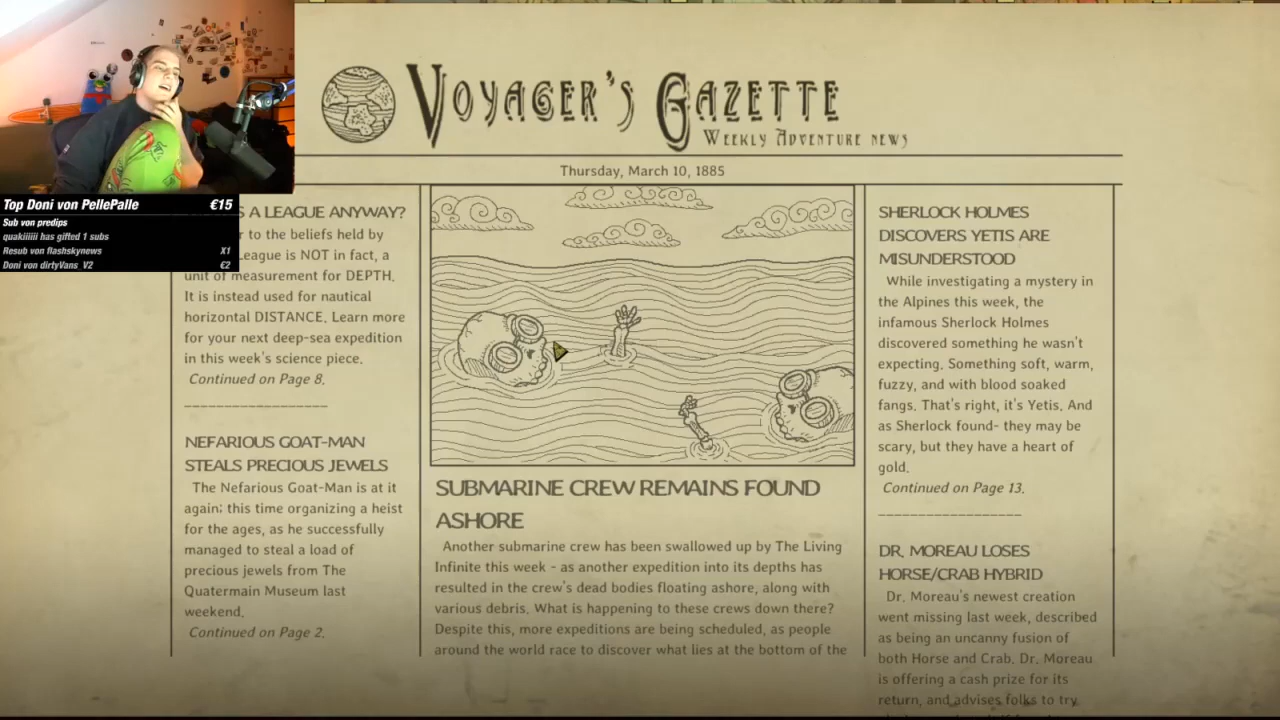 VOYAGER'S GAZETTE
WEEKLY ADVENTURE NEWS
Thursday, March 10, 1885
Top Doni von PellePalle €15
Sub von predips
quakiiiiii has gifted 1 subs
Resub von flashskynews X1
Doni von dirtyVans_V2 €2
S A LEAGUE ANYWAY?
r to the beliefs held by
League is NOT in fact, a
unit of measurement for DEPTH.
It is instead used for nautical
horizontal DISTANCE. Learn more
for your next deep-sea expedition
in this week's science piece.
Continued on Page 8.
NEFARIOUS GOAT-MAN
STEALS PRECIOUS JEWELS
The Nefarious Goat-Man is at it
again; this time organizing a heist
for the ages, as he successfully
managed to steal a load of
precious jewels from The
Quatermain Museum last
weekend.
Continued on Page 2.
SUBMARINE CREW REMAINS FOUND
ASHORE
Another submarine crew has been swallowed up by The Living
Infinite this week - as another expedition into its depths has
resulted in the crew's dead bodies floating ashore, along with
various debris. What is happening to these crews down there?
Despite this, more expeditions are being scheduled, as people
around the world race to discover what lies at the bottom of the
SHERLOCK HOLMES
DISCOVERS YETIS ARE
MISUNDERSTOOD
While investigating a mystery in
the Alpines this week, the
infamous Sherlock Holmes
discovered something he wasn't
expecting. Something soft, warm,
fuzzy, and with blood soaked
fangs. That's right, it's Yetis. And
as Sherlock found- they may be
scary, but they have a heart of
gold.
Continued on Page 13.
DR. MOREAU LOSES
HORSE/CRAB HYBRID
Dr. Moreau's newest creation
went missing last week, described
as being an uncanny fusion of
both Horse and Crab. Dr. Moreau
is offering a cash prize for its
return, and advises folks to try